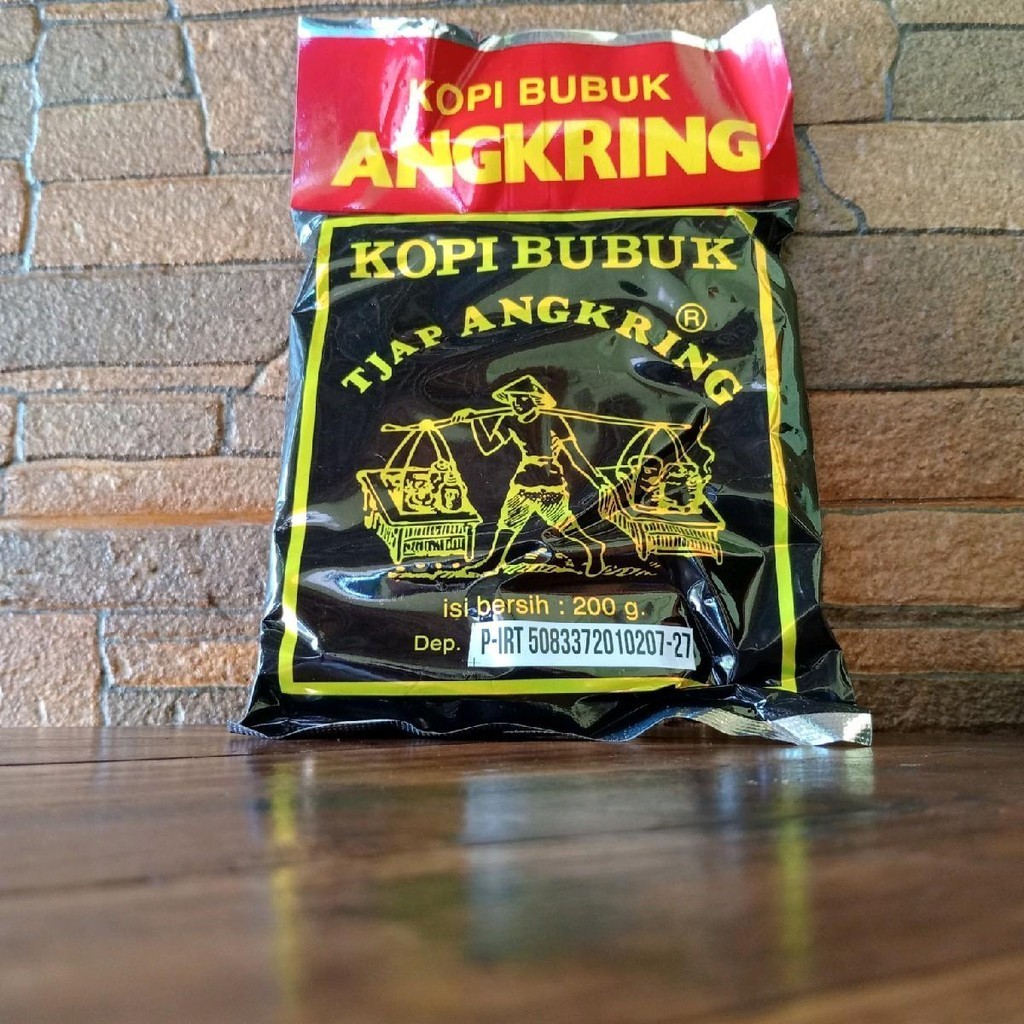 KOPI BUBUK
ANGKRING
KOPI BUBUK
TJAP ANGKRING ®
isi bersih : 200 g.
Dep. P-IRT 5083372010207-27